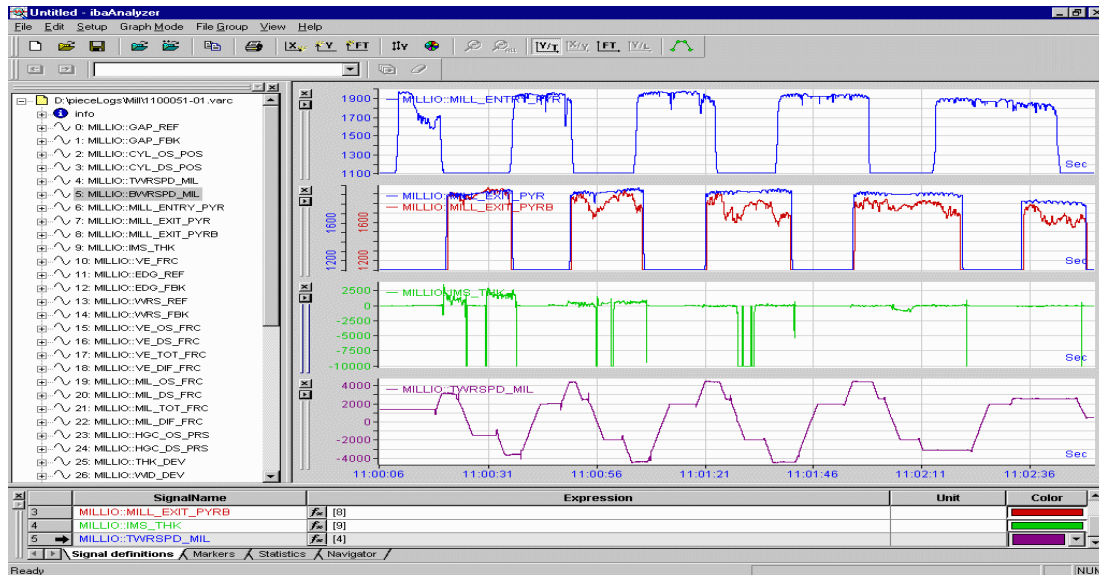 Untitled - ibaAnalyzer
File Edit Setup Graph Mode File Group View Help
D:\pieceLogs\Mill\1100051-01.varc
info
0: MILLIO::GAP_REF
1: MILLIO::GAP_FBK
2: MILLIO::CYL_OS_POS
3: MILLIO::CYL_DS_POS
4: MILLIO::TWRSPD_MIL
5: MILLIO::BWRSPD_MIL
6: MILLIO::MILL_ENTRY_PYR
7: MILLIO::MILL_EXIT_PYR
8: MILLIO::MILL_EXIT_PYRB
9: MILLIO::IMS_THK
10: MILLIO::VE_FRC
11: MILLIO::EDG_REF
12: MILLIO::EDG_FBK
13: MILLIO::WRS_REF
14: MILLIO::WRS_FBK
15: MILLIO::VE_OS_FRC
16: MILLIO::VE_DS_FRC
17: MILLIO::VE_TOT_FRC
18: MILLIO::VE_DIF_FRC
19: MILLIO::MIL_OS_FRC
20: MILLIO::MIL_DS_FRC
21: MILLIO::MIL_TOT_FRC
22: MILLIO::MIL_DIF_FRC
23: MILLIO::HGC_OS_PRS
24: MILLIO::HGC_DS_PRS
25: MILLIO::THK_DEV
26: MILLIO::WID_DEV
1900 MILLIO::MILL_ENTRY_PYR
1700
1500
1300
1100 Sec
MILLIO::MILL_EXIT_PYR
MILLIO::MILL_EXIT_PYRB
1600 1600
1200 1200 Sec
2500 MILLIO::IMS_THK
0
-2500
-5000
-7500
-10000 Sec
4000 MILLIO::TWRSPD_MIL
2000
0
-2000
-4000 Sec
11:00:06 11:00:31 11:00:56 11:01:21 11:01:46 11:02:11 11:02:36
SignalName Expression Unit Color
3 MILLIO::MILL_EXIT_PYRB [8]
4 MILLIO::IMS_THK [9]
5 MILLIO::TWRSPD_MIL [4]
Signal definitions Markers Statistics Navigator
Ready NUM